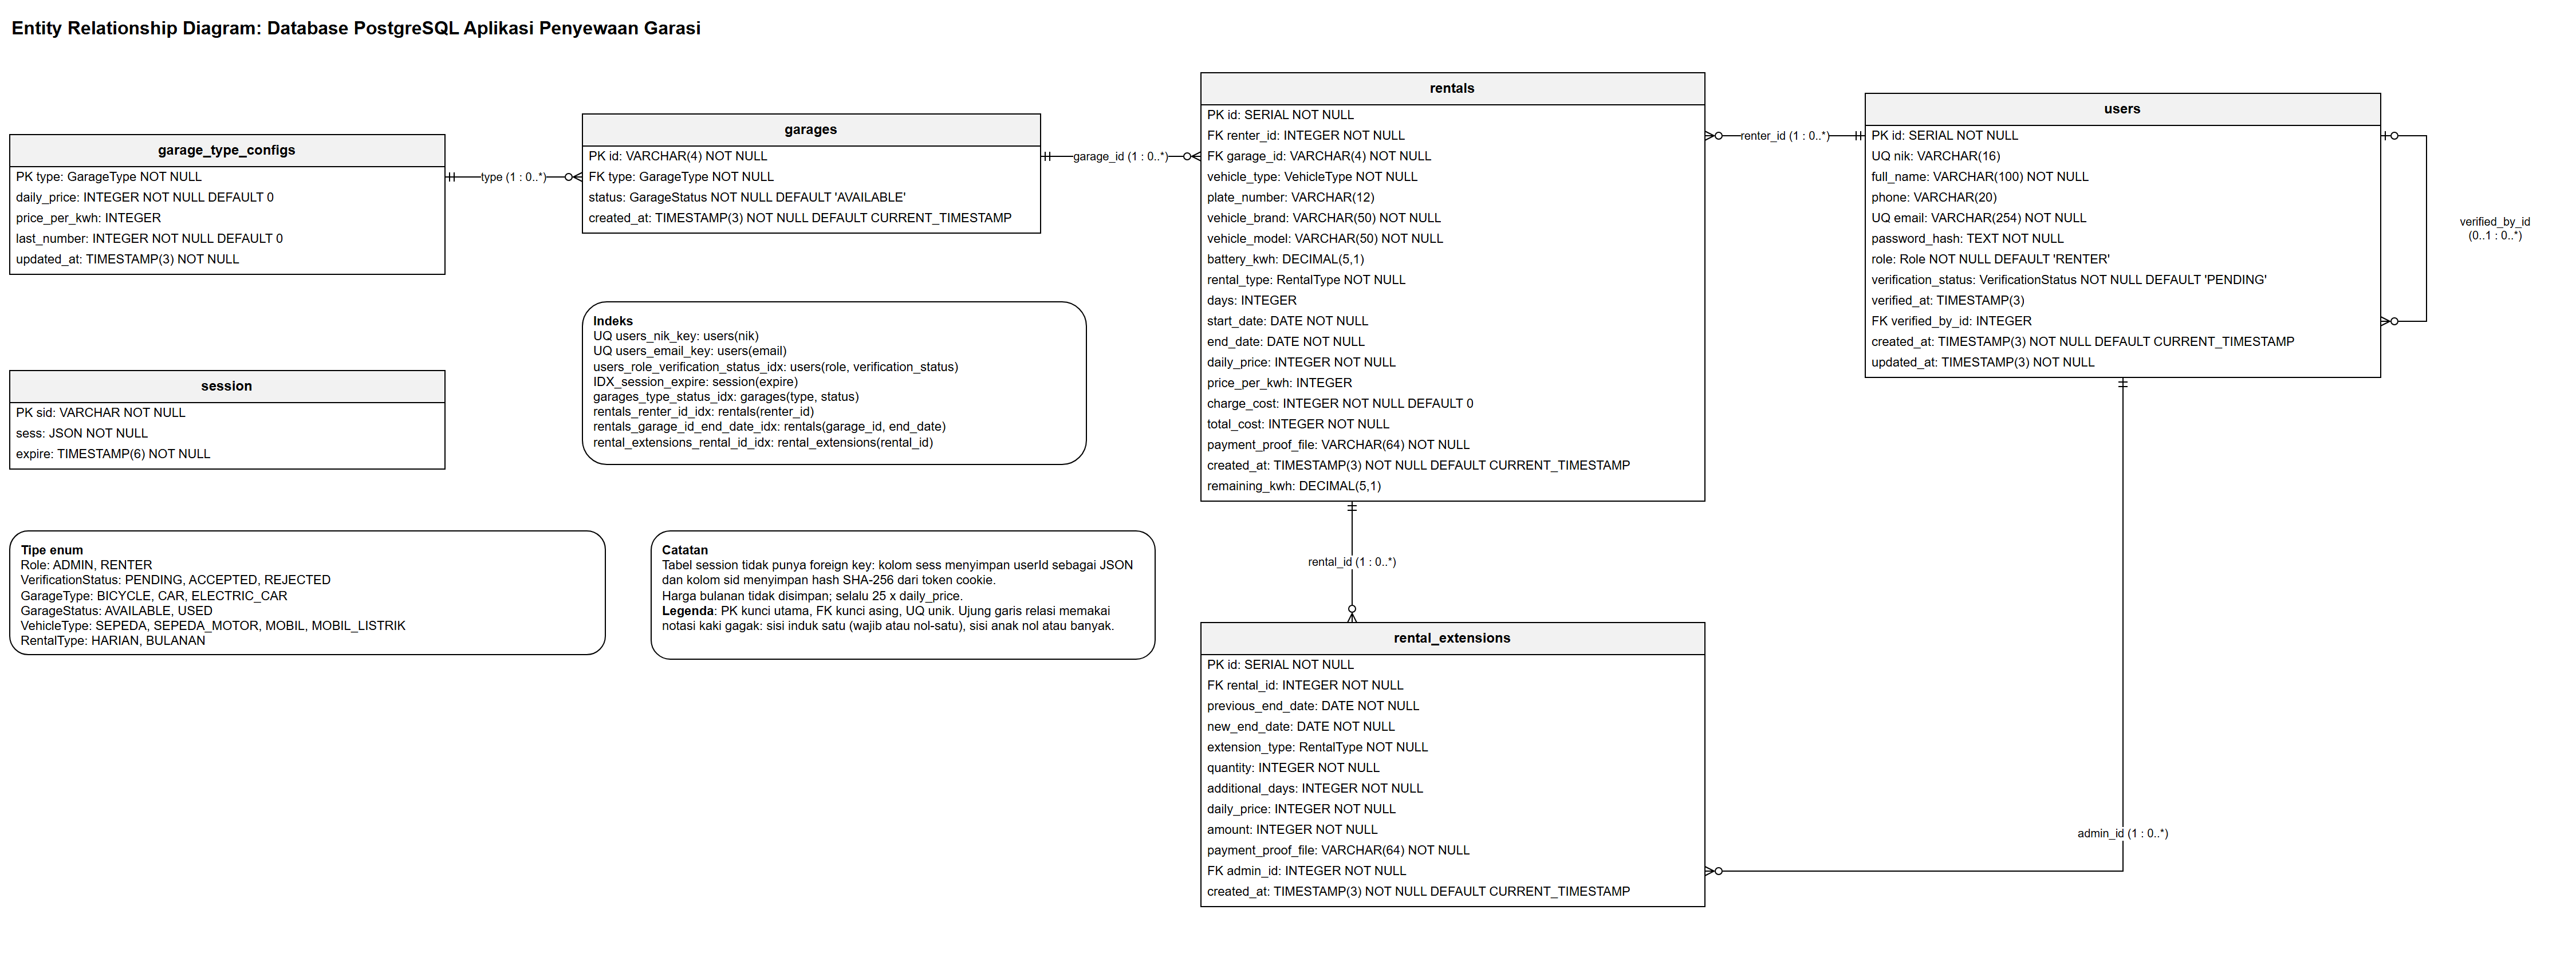 Entity Relationship Diagram: Database PostgreSQL Aplikasi Penyewaan Garasi
garage_type_configs
PK type: GarageType NOT NULL
daily_price: INTEGER NOT NULL DEFAULT 0
price_per_kwh: INTEGER
last_number: INTEGER NOT NULL DEFAULT 0
updated_at: TIMESTAMP(3) NOT NULL
type (1 : 0..*)
garages
PK id: VARCHAR(4) NOT NULL
FK type: GarageType NOT NULL
status: GarageStatus NOT NULL DEFAULT 'AVAILABLE'
created_at: TIMESTAMP(3) NOT NULL DEFAULT CURRENT_TIMESTAMP
garage_id (1 : 0..*)
rentals
PK id: SERIAL NOT NULL
FK renter_id: INTEGER NOT NULL
FK garage_id: VARCHAR(4) NOT NULL
vehicle_type: VehicleType NOT NULL
plate_number: VARCHAR(12)
vehicle_brand: VARCHAR(50) NOT NULL
vehicle_model: VARCHAR(50) NOT NULL
battery_kwh: DECIMAL(5,1)
rental_type: RentalType NOT NULL
days: INTEGER
start_date: DATE NOT NULL
end_date: DATE NOT NULL
daily_price: INTEGER NOT NULL
price_per_kwh: INTEGER
charge_cost: INTEGER NOT NULL DEFAULT 0
total_cost: INTEGER NOT NULL
payment_proof_file: VARCHAR(64) NOT NULL
created_at: TIMESTAMP(3) NOT NULL DEFAULT CURRENT_TIMESTAMP
remaining_kwh: DECIMAL(5,1)
renter_id (1 : 0..*)
users
PK id: SERIAL NOT NULL
UQ nik: VARCHAR(16)
full_name: VARCHAR(100) NOT NULL
phone: VARCHAR(20)
UQ email: VARCHAR(254) NOT NULL
password_hash: TEXT NOT NULL
role: Role NOT NULL DEFAULT 'RENTER'
verification_status: VerificationStatus NOT NULL DEFAULT 'PENDING'
verified_at: TIMESTAMP(3)
FK verified_by_id: INTEGER
created_at: TIMESTAMP(3) NOT NULL DEFAULT CURRENT_TIMESTAMP
updated_at: TIMESTAMP(3) NOT NULL
verified_by_id
(0..1 : 0..*)
session
PK sid: VARCHAR NOT NULL
sess: JSON NOT NULL
expire: TIMESTAMP(6) NOT NULL
Indeks
UQ users_nik_key: users(nik)
UQ users_email_key: users(email)
users_role_verification_status_idx: users(role, verification_status)
IDX_session_expire: session(expire)
garages_type_status_idx: garages(type, status)
rentals_renter_id_idx: rentals(renter_id)
rentals_garage_id_end_date_idx: rentals(garage_id, end_date)
rental_extensions_rental_id_idx: rental_extensions(rental_id)
Tipe enum
Role: ADMIN, RENTER
VerificationStatus: PENDING, ACCEPTED, REJECTED
GarageType: BICYCLE, CAR, ELECTRIC_CAR
GarageStatus: AVAILABLE, USED
VehicleType: SEPEDA, SEPEDA_MOTOR, MOBIL, MOBIL_LISTRIK
RentalType: HARIAN, BULANAN
Catatan
Tabel session tidak punya foreign key: kolom sess menyimpan userId sebagai JSON
dan kolom sid menyimpan hash SHA-256 dari token cookie.
Harga bulanan tidak disimpan; selalu 25 x daily_price.
Legenda: PK kunci utama, FK kunci asing, UQ unik. Ujung garis relasi memakai
notasi kaki gagak: sisi induk satu (wajib atau nol-satu), sisi anak nol atau banyak.
rental_id (1 : 0..*)
rental_extensions
PK id: SERIAL NOT NULL
FK rental_id: INTEGER NOT NULL
previous_end_date: DATE NOT NULL
new_end_date: DATE NOT NULL
extension_type: RentalType NOT NULL
quantity: INTEGER NOT NULL
additional_days: INTEGER NOT NULL
daily_price: INTEGER NOT NULL
amount: INTEGER NOT NULL
payment_proof_file: VARCHAR(64) NOT NULL
FK admin_id: INTEGER NOT NULL
created_at: TIMESTAMP(3) NOT NULL DEFAULT CURRENT_TIMESTAMP
admin_id (1 : 0..*)